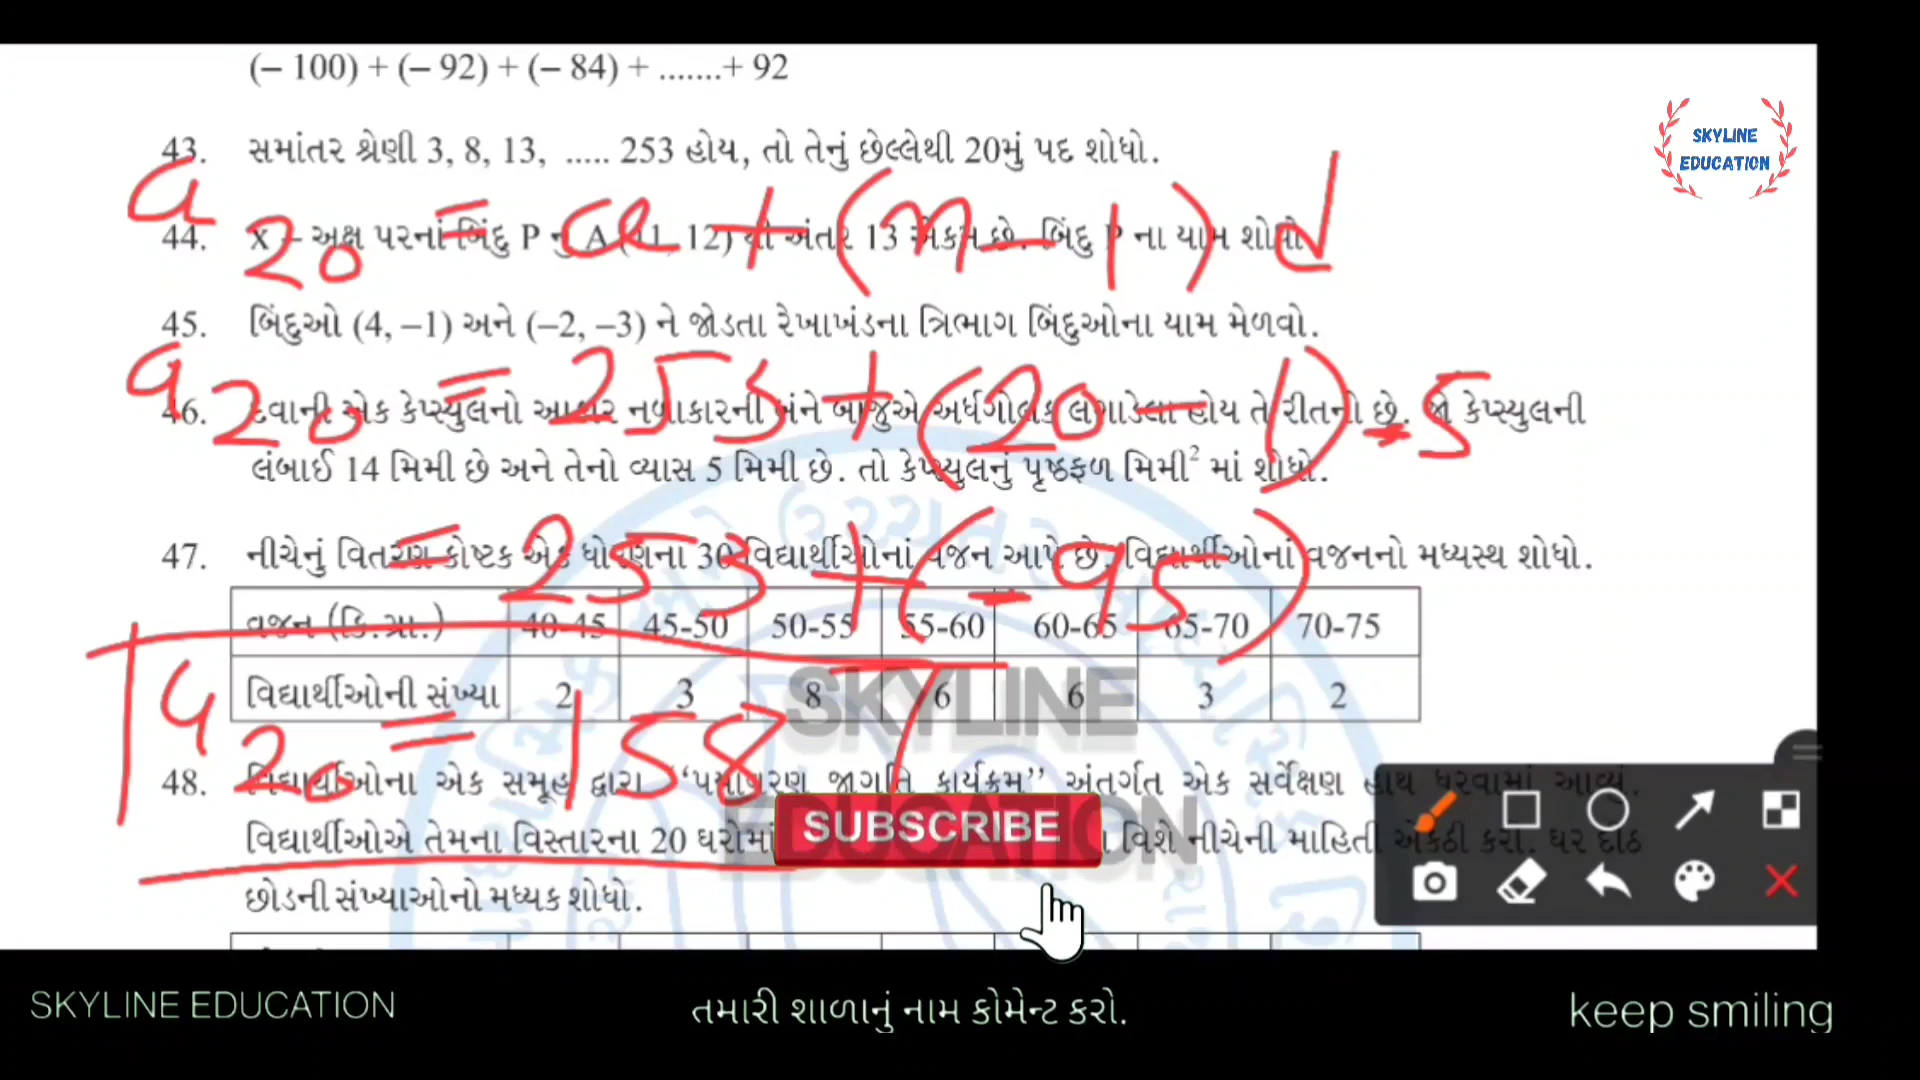 (– 100) + (– 92) + (– 84) + .......+ 92
SKYLINE
EDUCATION
43. સમાંતર શ્રેણી 3, 8, 13, ..... 253 હોય, તો તેનું છેલ્લેથી 20મું પદ શોધો.
a20 = a + (n – 1) d
44. X – અક્ષ પરનાં બિંદુ P નું A (11, 12) થી અંતર 13 એકમ છે. બિંદુ P ના યામ શોધો
45. બિંદુઓ (4, –1) અને (–2, –3) ને જોડતા રેખાખંડના ત્રિભાગ બિંદુઓના યામ મેળવો.
a20 = 253 + (20 – 1) – 5
46. દવાની એક કેપ્સ્યુલનો આકાર નળાકારની બંને બાજુએ અર્ધગોલક લગાડેલા હોય તે રીતનો છે. જો કેપ્સ્યુલની
લંબાઈ 14 મિમી છે અને તેનો વ્યાસ 5 મિમી છે. તો કેપ્સ્યુલનું પૃષ્ઠફળ મિમી² માં શોધો.
= 253 + (– 95)
47. નીચેનું વિતરણ કોષ્ટક એક ધોરણના 30 વિદ્યાર્થીઓનાં વજન આપે છે. વિદ્યાર્થીઓનાં વજનનો મધ્યસ્થ શોધો.
વજન (કિ.ગ્રા.) 40-45 45-50 50-55 55-60 60-65 65-70 70-75
વિદ્યાર્થીઓની સંખ્યા 2 3 8 6 6 3 2
SKYLINE
EDUCATION
a20 = 158
48. વિદ્યાર્થીઓના એક સમૂહ દ્વારા ‘‘પર્યાવરણ જાગૃતિ કાર્યક્રમ’’ અંતર્ગત એક સર્વેક્ષણ હાથ ધરવામાં આવ્યું.
વિદ્યાર્થીઓએ તેમના વિસ્તારના 20 ઘરોમાં વિશે નીચેની માહિતી એકઠી કરી. ઘર દીઠ
SUBSCRIBE
છોડની સંખ્યાઓનો મધ્યક શોધો.
SKYLINE EDUCATION
તમારી શાળાનું નામ કોમેન્ટ કરો.
keep smiling